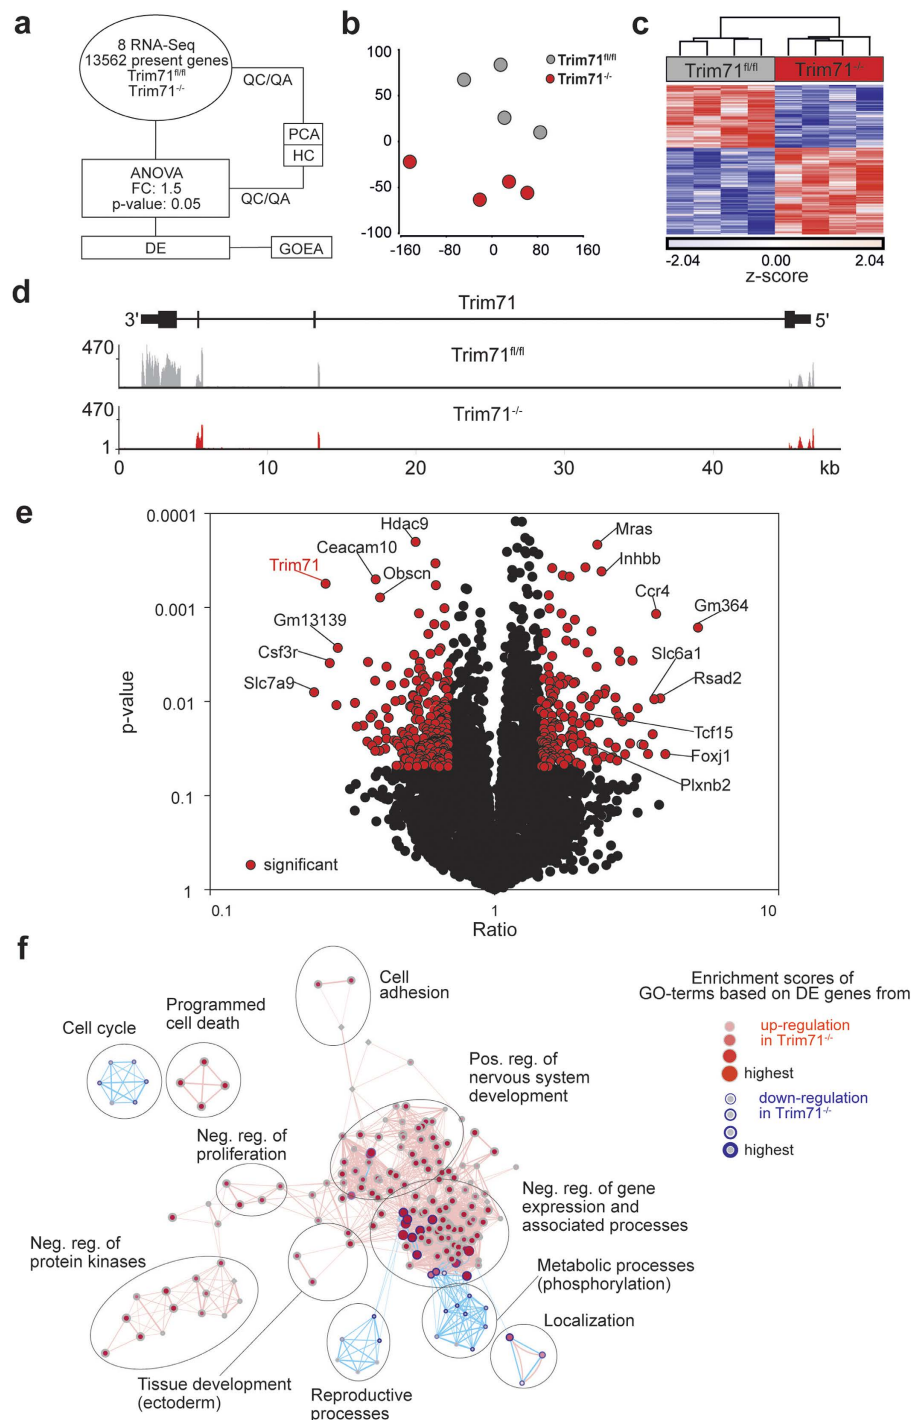 a
8 RNA-Seq
13562 present genes
Trim71fl/fl
Trim71-/-
QC/QA
PCA
HC
ANOVA
FC: 1.5
p-value: 0.05
QC/QA
DE
GOEA
b
100
50
0
-50
-100
-160 -80 0 80 160
Trim71fl/fl
Trim71-/-
c
Trim71fl/fl Trim71-/-
-2.04 0.00 2.04
z-score
d
Trim71
3' 5'
470
Trim71fl/fl
470
Trim71-/-
1
0 10 20 30 40 kb
e
0.0001
0.001
0.01
0.1
1
p-value
Hdac9
Ceacam10
Trim71
Obscn
Gm13139
Csf3r
Slc7a9
Mras
Inhbb
Ccr4
Gm364
Slc6a1
Rsad2
Tcf15
Foxj1
Plxnb2
significant
0.1 1 10
Ratio
f
Cell
adhesion
Programmed
cell death
Cell cycle
Pos. reg. of
nervous system
development
Neg. reg. of
proliferation
Neg. reg. of gene
expression and
associated processes
Neg. reg. of
protein kinases
Metabolic processes
(phosphorylation)
Localization
Tissue development
(ectoderm)
Reproductive
processes
Enrichment scores of
GO-terms based on DE genes from
up-regulation
in Trim71-/-
highest
down-regulation
in Trim71-/-
highest